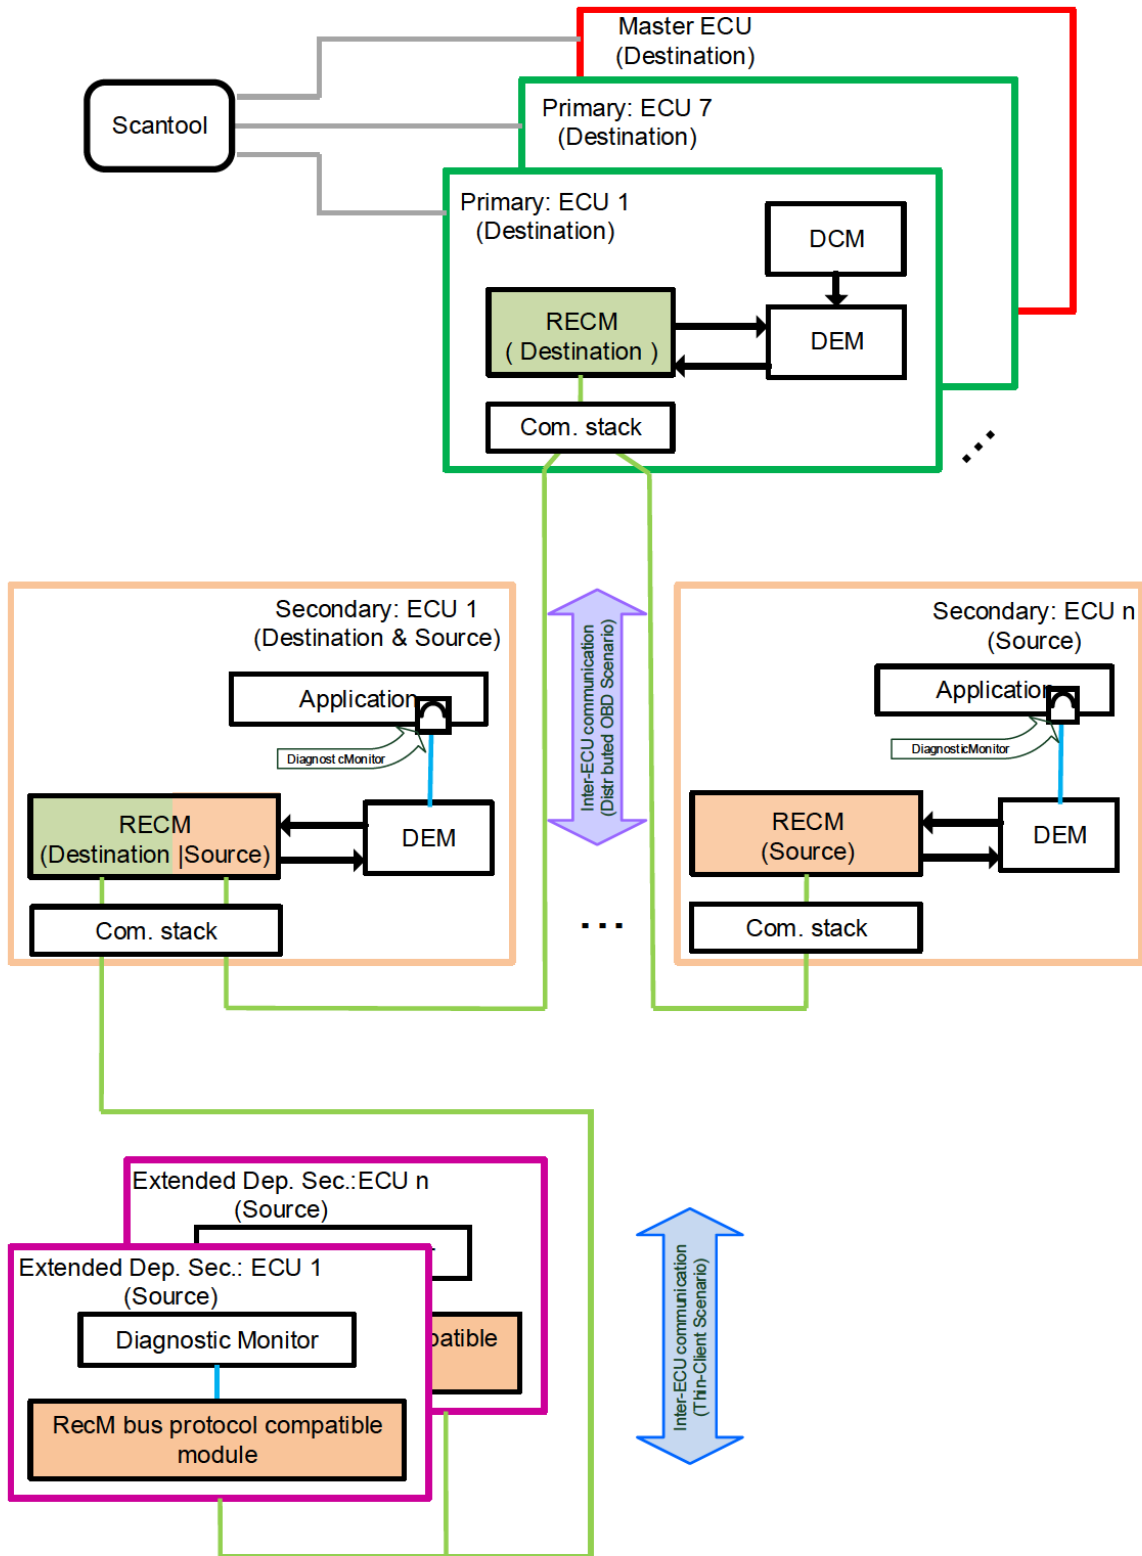 Master ECU
(Destination)
Scantool
Primary: ECU 7
(Destination)
Primary: ECU 1
(Destination)
DCM
RECM
( Destination )
DEM
Com. stack
Secondary: ECU 1
(Destination & Source)
Application
DiagnostcMonitor
RECM
(Destination |Source)
DEM
Com. stack
Inter-ECU communication
(Distr buted OBD Scenario)
...
Secondary: ECU n
(Source)
Application
DiagnosticMonitor
RECM
(Source)
DEM
Com. stack
Extended Dep. Sec.:ECU n
(Source)
patible
Extended Dep. Sec.: ECU 1
(Source)
Diagnostic Monitor
RecM bus protocol compatible
module
Inter-ECU communication
(Thin-Client Scenario)